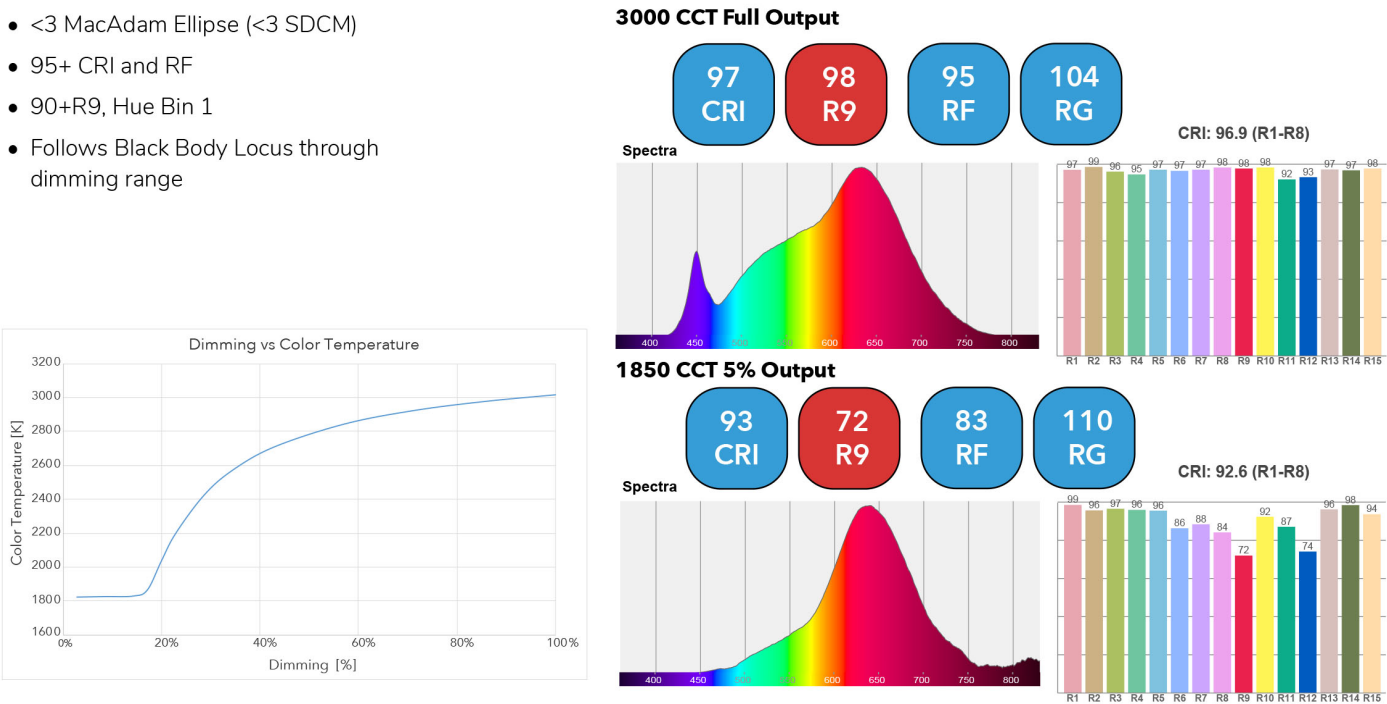 • <3 MacAdam Ellipse (<3 SDCM)
• 95+ CRI and RF
• 90+R9, Hue Bin 1
• Follows Black Body Locus through
dimming range
Dimming vs Color Temperature
Color Temperature [K]
3200
3000
2800
2600
2400
2200
2000
1800
1600
0% 20% 40% 60% 80% 100%
Dimming [%]
3000 CCT Full Output
97 98 95 104
CRI R9 RF RG
Spectra
400 450 500 550 600 650 700 750 800
CRI: 96.9 (R1-R8)
97 99 96 95 97 97 97 98 98 98 92 93 97 97 98
R1 R2 R3 R4 R5 R6 R7 R8 R9 R10 R11 R12 R13 R14 R15
1850 CCT 5% Output
93 72 83 110
CRI R9 RF RG
Spectra
400 450 500 550 600 650 700 750 800
CRI: 92.6 (R1-R8)
99 96 97 96 96 86 88 84 72 92 87 74 96 98 94
R1 R2 R3 R4 R5 R6 R7 R8 R9 R10 R11 R12 R13 R14 R15